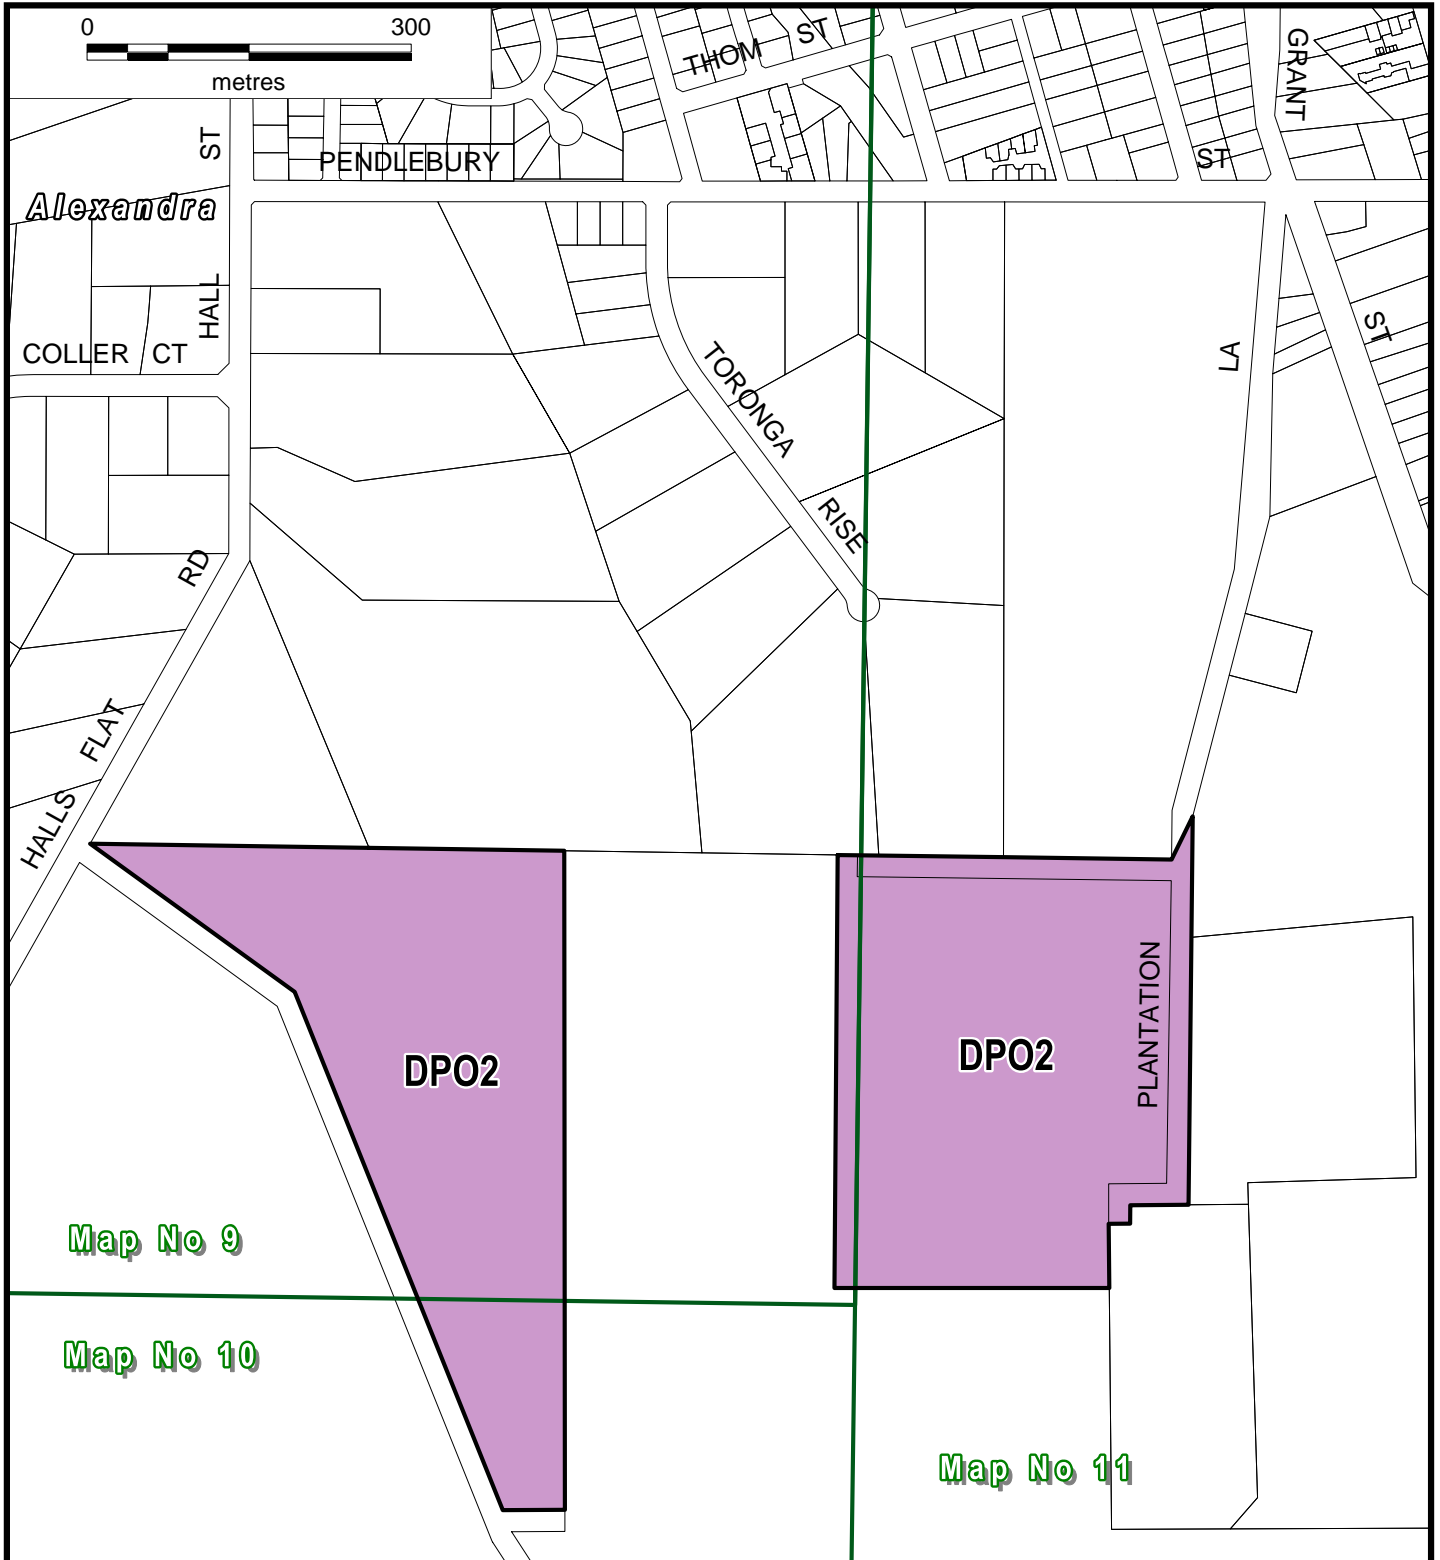 0 300
metres
THOM ST
GRANT
ST
PENDLEBURY ST
Alexandra
HALL
COLLER CT
TORONGA
LA
ST
RISE
RD
FLAT
HALLS
PLANTATION
DPO2
DPO2
Map No 9
Map No 10
Map No 11